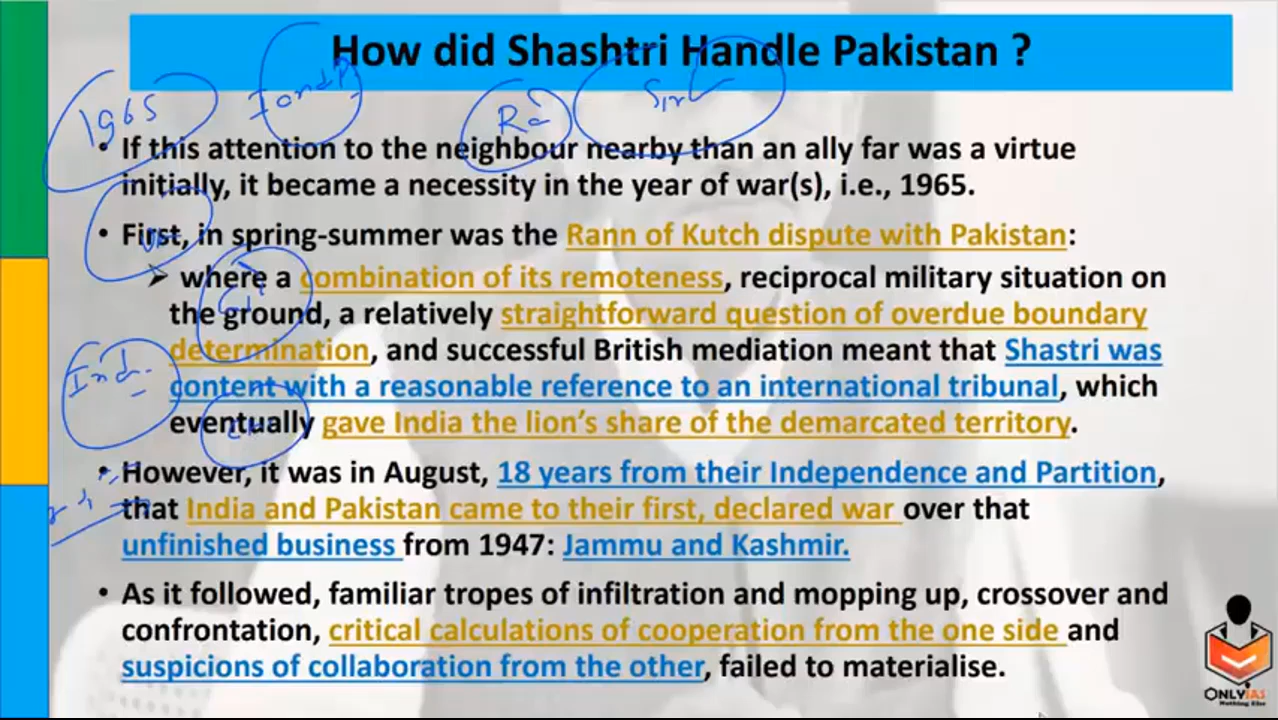 How did Shashtri Handle Pakistan ?
1965
Ra
• If this attention to the neighbour nearby than an ally far was a virtue
initially, it became a necessity in the year of war(s), i.e., 1965.
• First, in spring-summer was the Rann of Kutch dispute with Pakistan:
➢ where a combination of its remoteness, reciprocal military situation on
the ground, a relatively straightforward question of overdue boundary
determination, and successful British mediation meant that Shastri was
content with a reasonable reference to an international tribunal, which
eventually gave India the lion’s share of the demarcated territory.
Ind.
• However, it was in August, 18 years from their Independence and Partition,
that India and Pakistan came to their first, declared war over that
unfinished business from 1947: Jammu and Kashmir.
• As it followed, familiar tropes of infiltration and mopping up, crossover and
confrontation, critical calculations of cooperation from the one side and
suspicions of collaboration from the other, failed to materialise.
ONLYIAS
Nothing Else